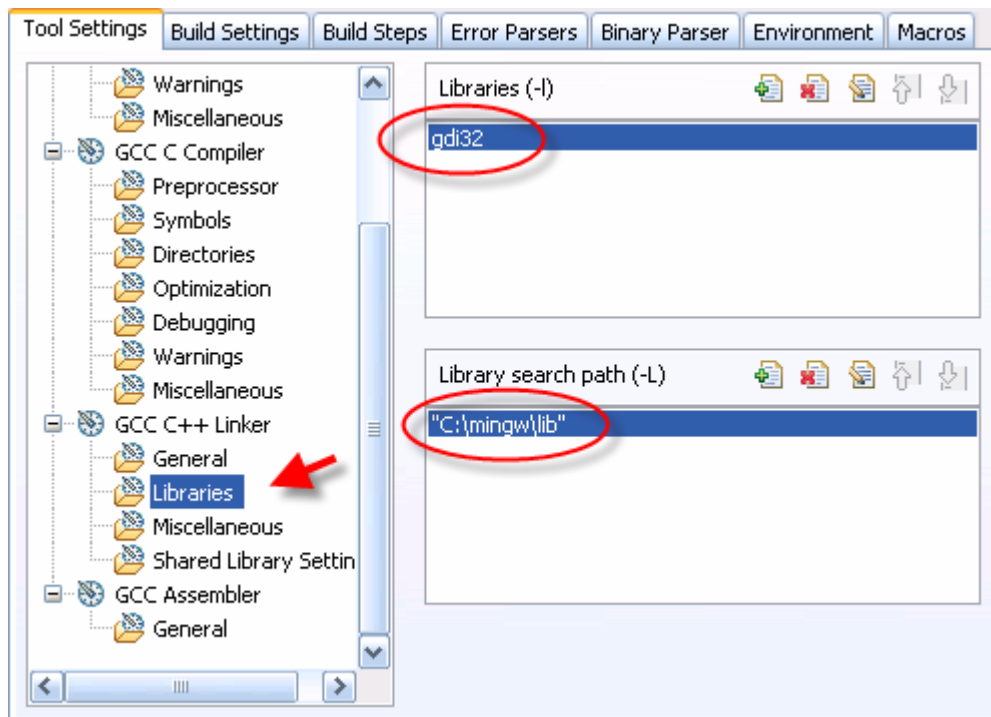 Tool Settings Build Settings Build Steps Error Parsers Binary Parser Environment Macros
Warnings
Miscellaneous
GCC C Compiler
Preprocessor
Symbols
Directories
Optimization
Debugging
Warnings
Miscellaneous
GCC C++ Linker
General
Libraries
Miscellaneous
Shared Library Settin
GCC Assembler
General
Libraries (-l)
gdi32
Library search path (-L)
"C:\mingw\lib"